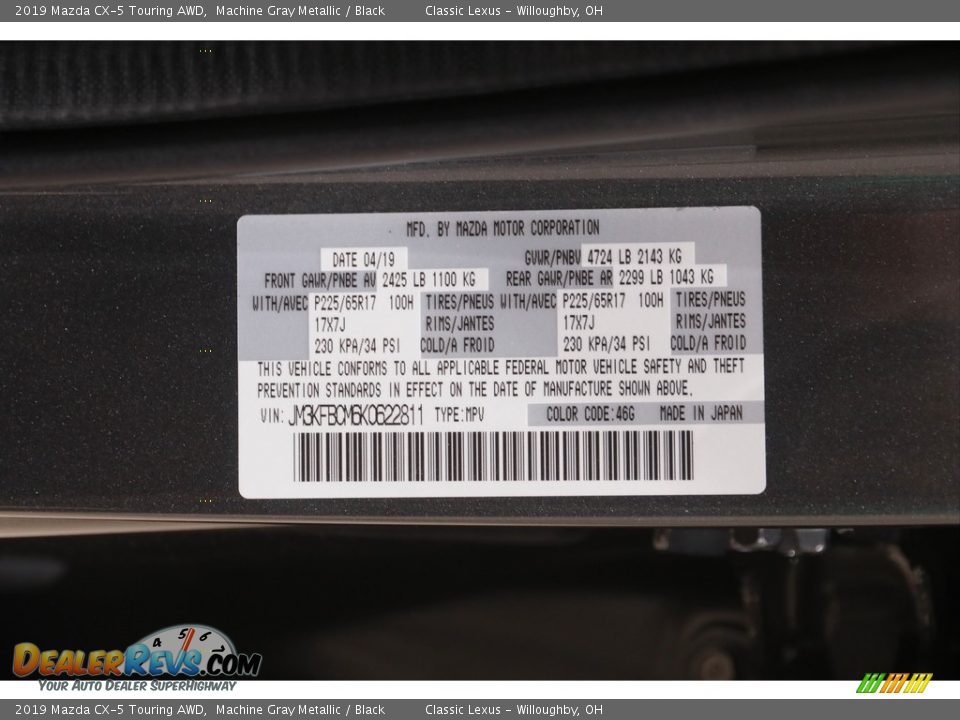 2019 Mazda CX-5 Touring AWD,  Machine Gray Metallic / Black   Classic Lexus - Willoughby, OH
MFD. BY MAZDA MOTOR CORPORATION
DATE 04/19   GVWR/PNBV 4724 LB 2143 KG
FRONT GAWR/PNBE AV 2425 LB 1100 KG   REAR GAWR/PNBE AR 2299 LB 1043 KG
WITH/AVEC P225/65R17 100H TIRES/PNEUS WITH/AVEC P225/65R17 100H TIRES/PNEUS
17X7J RIMS/JANTES 17X7J RIMS/JANTES
230 KPA/34 PSI COLD/A FROID 230 KPA/34 PSI COLD/A FROID
THIS VEHICLE CONFORMS TO ALL APPLICABLE FEDERAL MOTOR VEHICLE SAFETY AND THEFT
PREVENTION STANDARDS IN EFFECT ON THE DATE OF MANUFACTURE SHOWN ABOVE.
VIN: JM3KFBCM6K0622811 TYPE:MPV COLOR CODE:46G MADE IN JAPAN
4 5 6
DEALERREVS.COM
YOUR AUTO DEALER SUPERHIGHWAY
2019 Mazda CX-5 Touring AWD,  Machine Gray Metallic / Black   Classic Lexus - Willoughby, OH